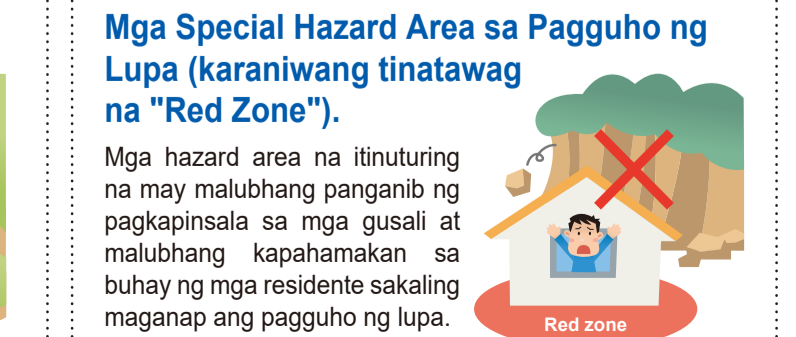 Mga Special Hazard Area sa Pagguho ng
Lupa (karaniwang tinatawag
na "Red Zone").
Mga hazard area na itinuturing
na may malubhang panganib ng
pagkapinsala sa mga gusali at
malubhang kapahamakan sa
buhay ng mga residente sakaling
maganap ang pagguho ng lupa.
Red zone